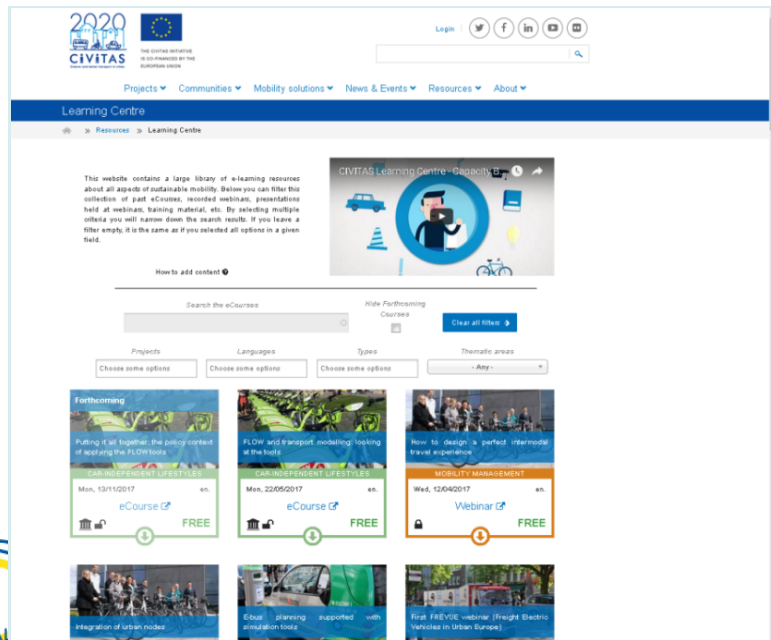 2020
CiViTAS
THE CIVITAS INITIATIVE
IS CO-FINANCED BY THE
EUROPEAN UNION
Login
Projects Communities Mobility solutions News & Events Resources About
Learning Centre
» Resources » Learning Centre
This website contains a large library of e-learning resources
about all aspects of sustainable mobility. Below you can filter this
collection of past eCourses, recorded webinars, presentations
held at webinars, training material, etc. By selecting multiple
criteria you will narrow down the search results. If you leave a
filter empty, it is the same as if you selected all options in a given
field.
How to add content
CIVITAS Learning Centre - Capacity B...
Search the eCourses
Hide Forthcoming
Courses
Clear all filters
Projects Languages Types Thematic areas
Choose some options Choose some options Choose some options - Any -
Forthcoming
Putting it all together: the policy context
of applying the FLOW tools
CAR-INDEPENDENT LIFESTYLES
Mon, 13/11/2017 en.
eCourse
FREE
FLOW and transport modelling: looking
at the tools
CAR-INDEPENDENT LIFESTYLES
Mon, 22/05/2017 en.
eCourse
FREE
How to design a perfect intermodal
travel experience
MOBILITY MANAGEMENT
Wed, 12/04/2017 en.
Webinar
FREE
Integration of urban nodes
E-bus planning supported with
simulation tools
First FREVUE webinar (Freight Electric
Vehicles in Urban Europe)